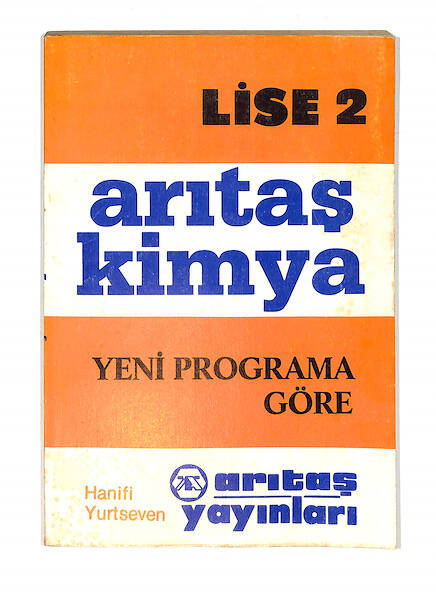 LİSE 2
arıtaş
kimya
YENİ PROGRAMA
GÖRE
Hanifi
Yurtseven
arıtaş
yayınları